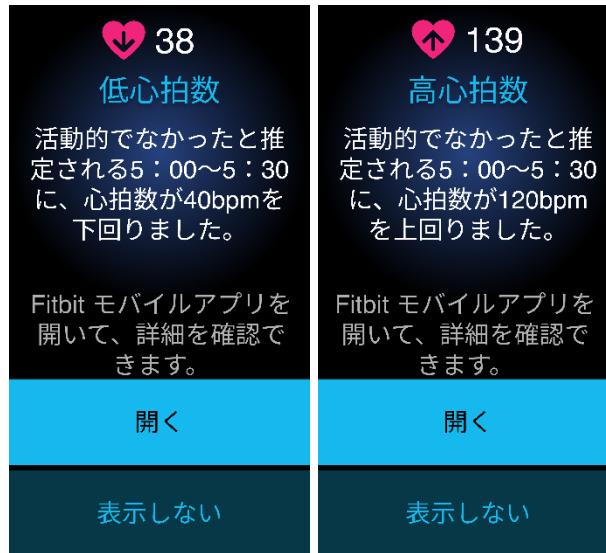 38
低心拍数
活動的でなかったと推
定される5：00〜5：30
に、心拍数が40bpmを
下回りました。
Fitbit モバイルアプリを
開いて、詳細を確認で
きます。
開く
表示しない
139
高心拍数
活動的でなかったと推
定される5：00〜5：30
に、心拍数が120bpm
を上回りました。
Fitbit モバイルアプリを
開いて、詳細を確認で
きます。
開く
表示しない